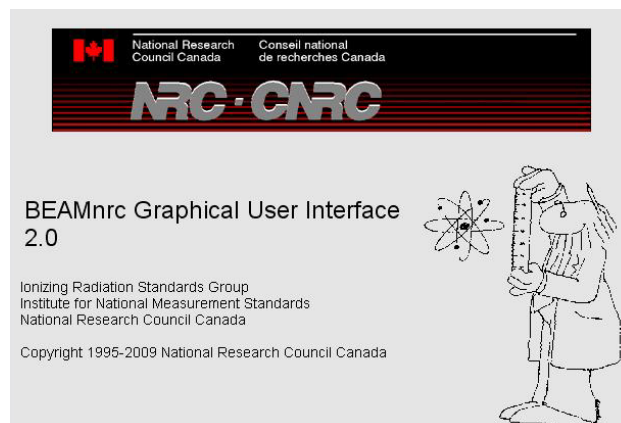 National Research Council Canada
Conseil national de recherches Canada
NRC · CNRC
BEAMnrc Graphical User Interface
2.0
Ionizing Radiation Standards Group
Institute for National Measurement Standards
National Research Council Canada
Copyright 1995-2009 National Research Council Canada